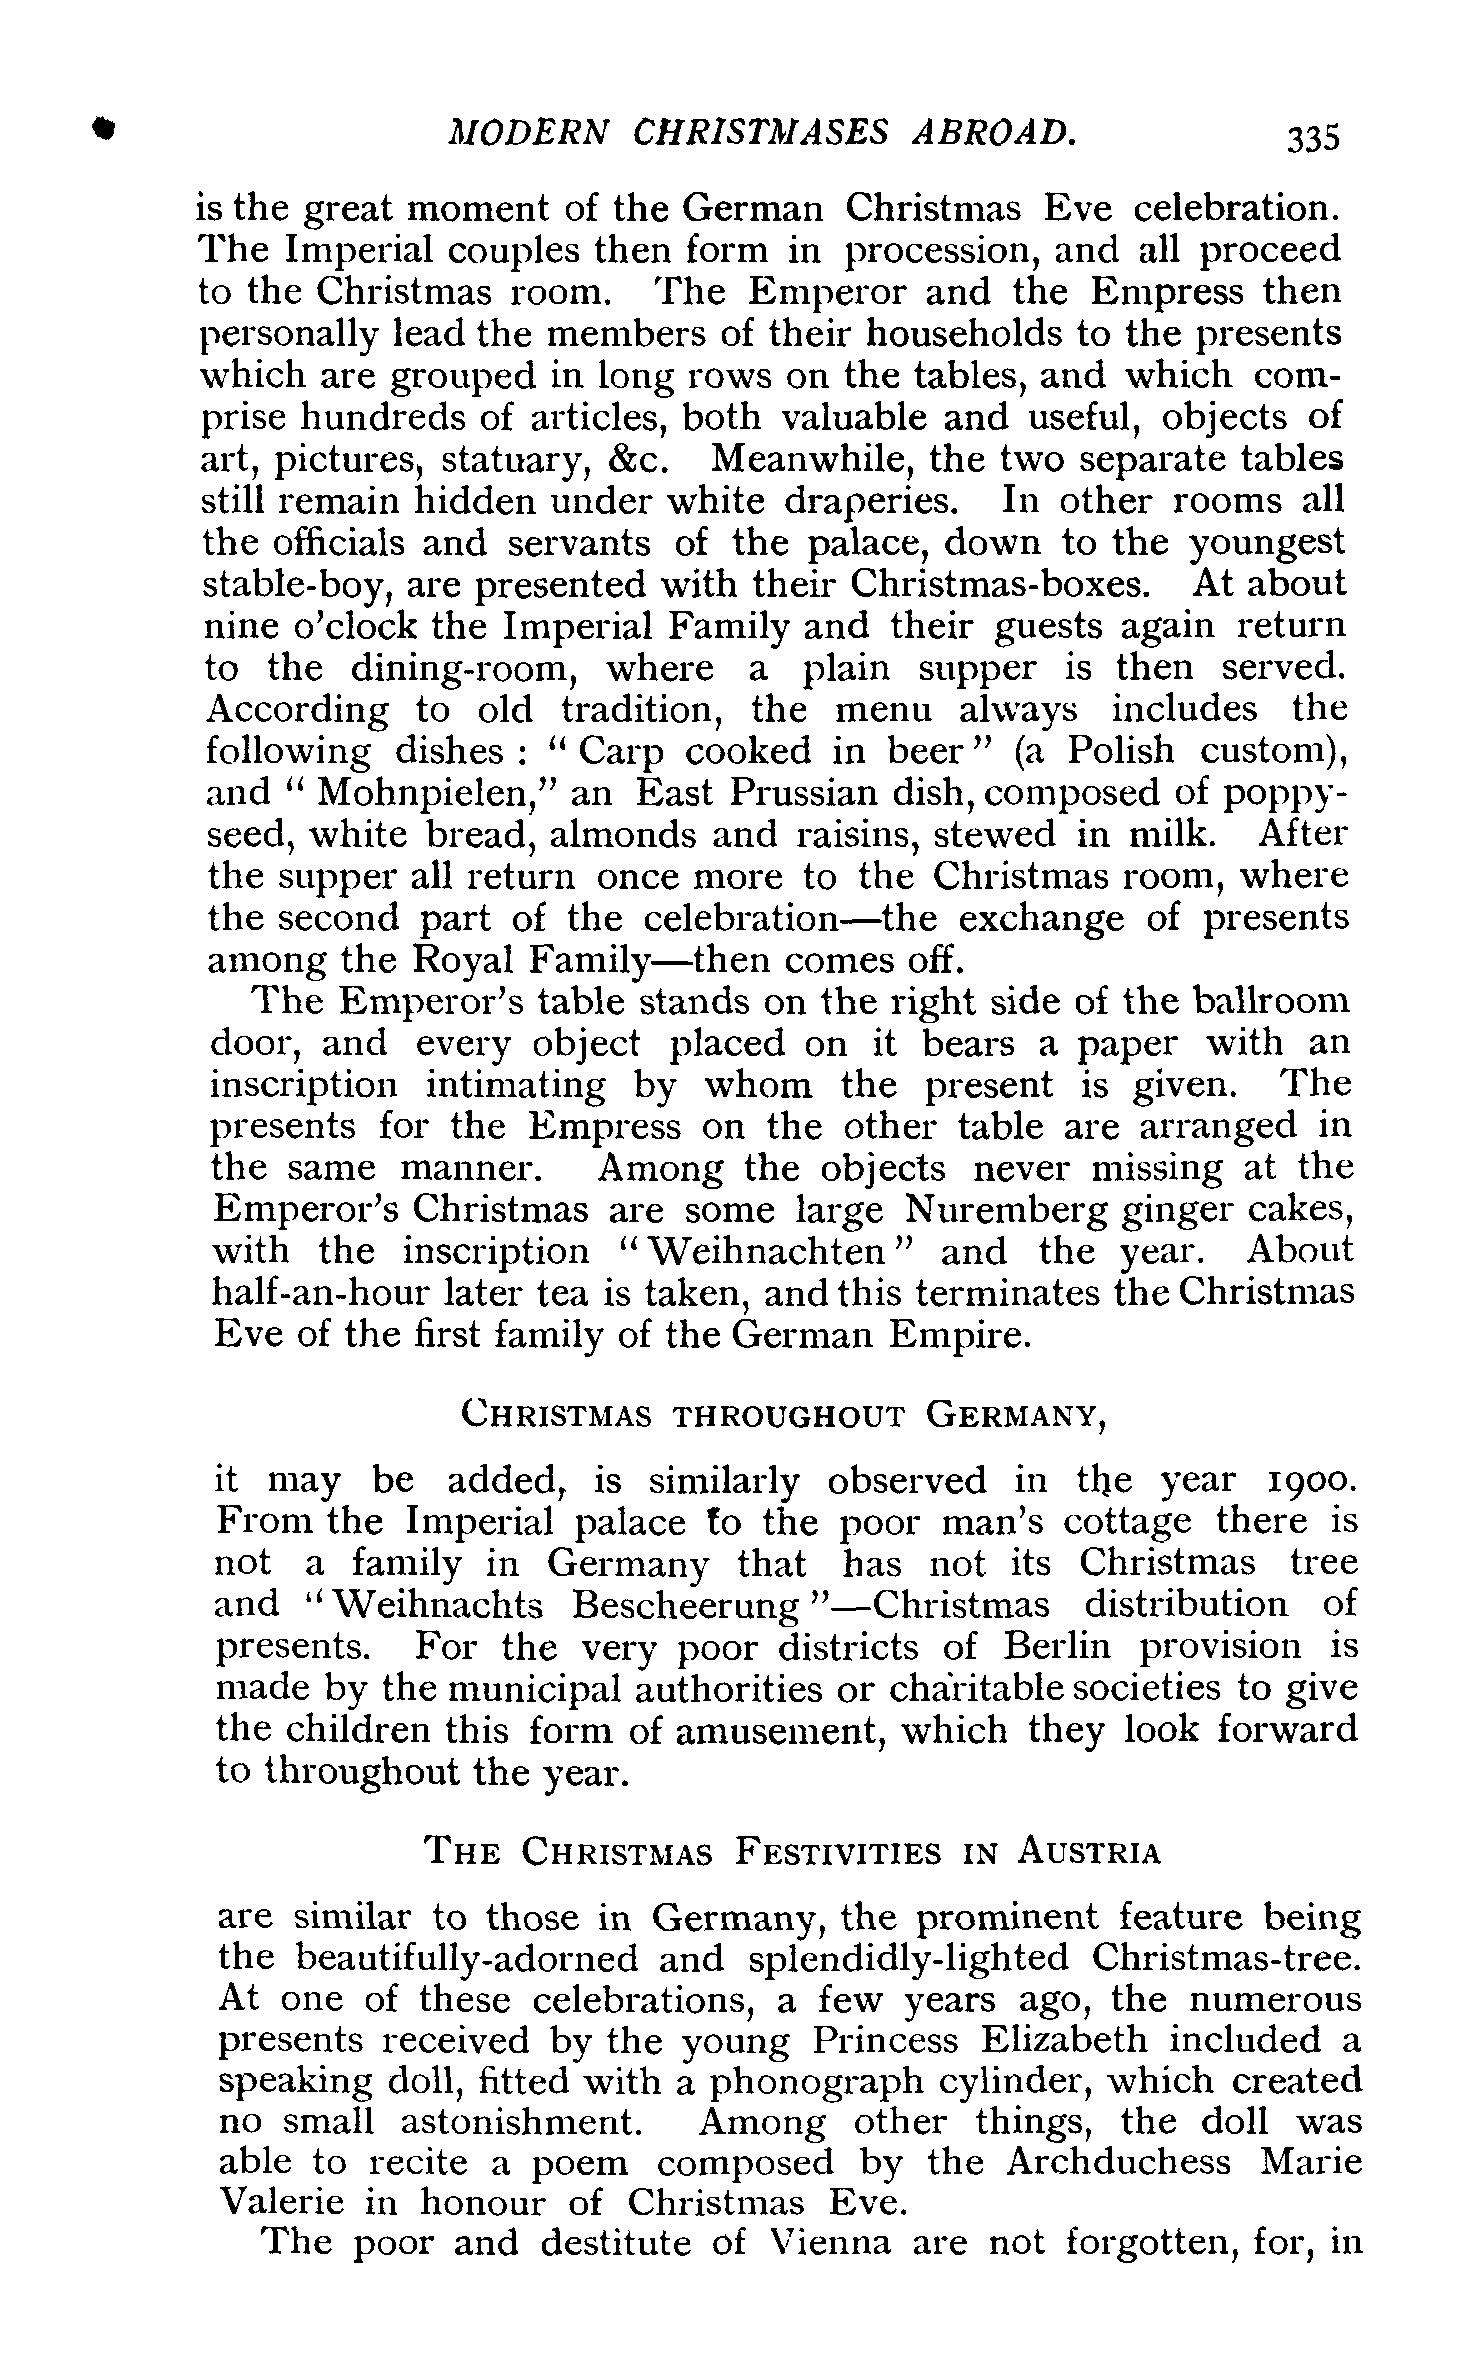 MODERN CHRISTMASES ABROAD. 335
is the great moment of the German Christmas Eve celebration.
The Imperial couples then form in procession, and all proceed
to the Christmas room. The Emperor and the Empress then
personally lead the members of their households to the presents
which are grouped in long rows on the tables, and which com-
prise hundreds of articles, both valuable and useful, objects of
art, pictures, statuary, &c. Meanwhile, the two separate tables
still remain hidden under white draperies. In other rooms all
the officials and servants of the palace, down to the youngest
stable-boy, are presented with their Christmas-boxes. At about
nine o'clock the Imperial Family and their guests again return
to the dining-room, where a plain supper is then served.
According to old tradition, the menu always includes the
following dishes : " Carp cooked in beer " (a Polish custom),
and " Mohnpielen," an East Prussian dish, composed of poppy-
seed, white bread, almonds and raisins, stewed in milk. After
the supper all return once more to the Christmas room, where
the second part of the celebration—the exchange of presents
among the Royal Family—then comes off.
The Emperor's table stands on the right side of the ballroom
door, and every object placed on it bears a paper with an
inscription intimating by whom the present is given. The
presents for the Empress on the other table are arranged in
the same manner. Among the objects never missing at the
Emperor's Christmas are some large Nuremberg ginger cakes,
with the inscription " Weihnachten " and the year. About
half-an-hour later tea is taken, and this terminates the Christmas
Eve of the first family of the German Empire.
CHRISTMAS THROUGHOUT GERMANY,
it may be added, is similarly observed in the year 1900.
From the Imperial palace to the poor man's cottage there is
not a family in Germany that has not its Christmas tree
and " Weihnachts Bescheerung "—Christmas distribution of
presents. For the very poor districts of Berlin provision is
made by the municipal authorities or charitable societies to give
the children this form of amusement, which they look forward
to throughout the year.
THE CHRISTMAS FESTIVITIES IN AUSTRIA
are similar to those in Germany, the prominent feature being
the beautifully-adorned and splendidly-lighted Christmas-tree.
At one of these celebrations, a few years ago, the numerous
presents received by the young Princess Elizabeth included a
speaking doll, fitted with a phonograph cylinder, which created
no small astonishment. Among other things, the doll was
able to recite a poem composed by the Archduchess Marie
Valerie in honour of Christmas Eve.
The poor and destitute of Vienna are not forgotten, for, in